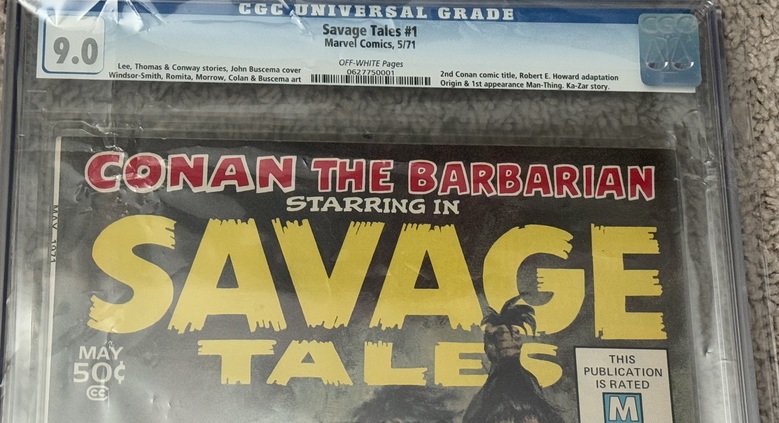 CGC UNIVERSAL GRADE
9.0
Savage Tales #1
Marvel Comics, 5/71
OFF-WHITE Pages
Lee, Thomas & Conway stories, John Buscema cover
Windsor-Smith, Romita, Morrow, Colan & Buscema art
0627750001
2nd Conan comic title, Robert E. Howard adaptation
Origin & 1st appearance Man-Thing. Ka-Zar story.
CGC
CONAN THE BARBARIAN
STARRING IN
SAVAGE
TALES
MAY
50¢
CC
THIS
PUBLICATION
IS RATED
M